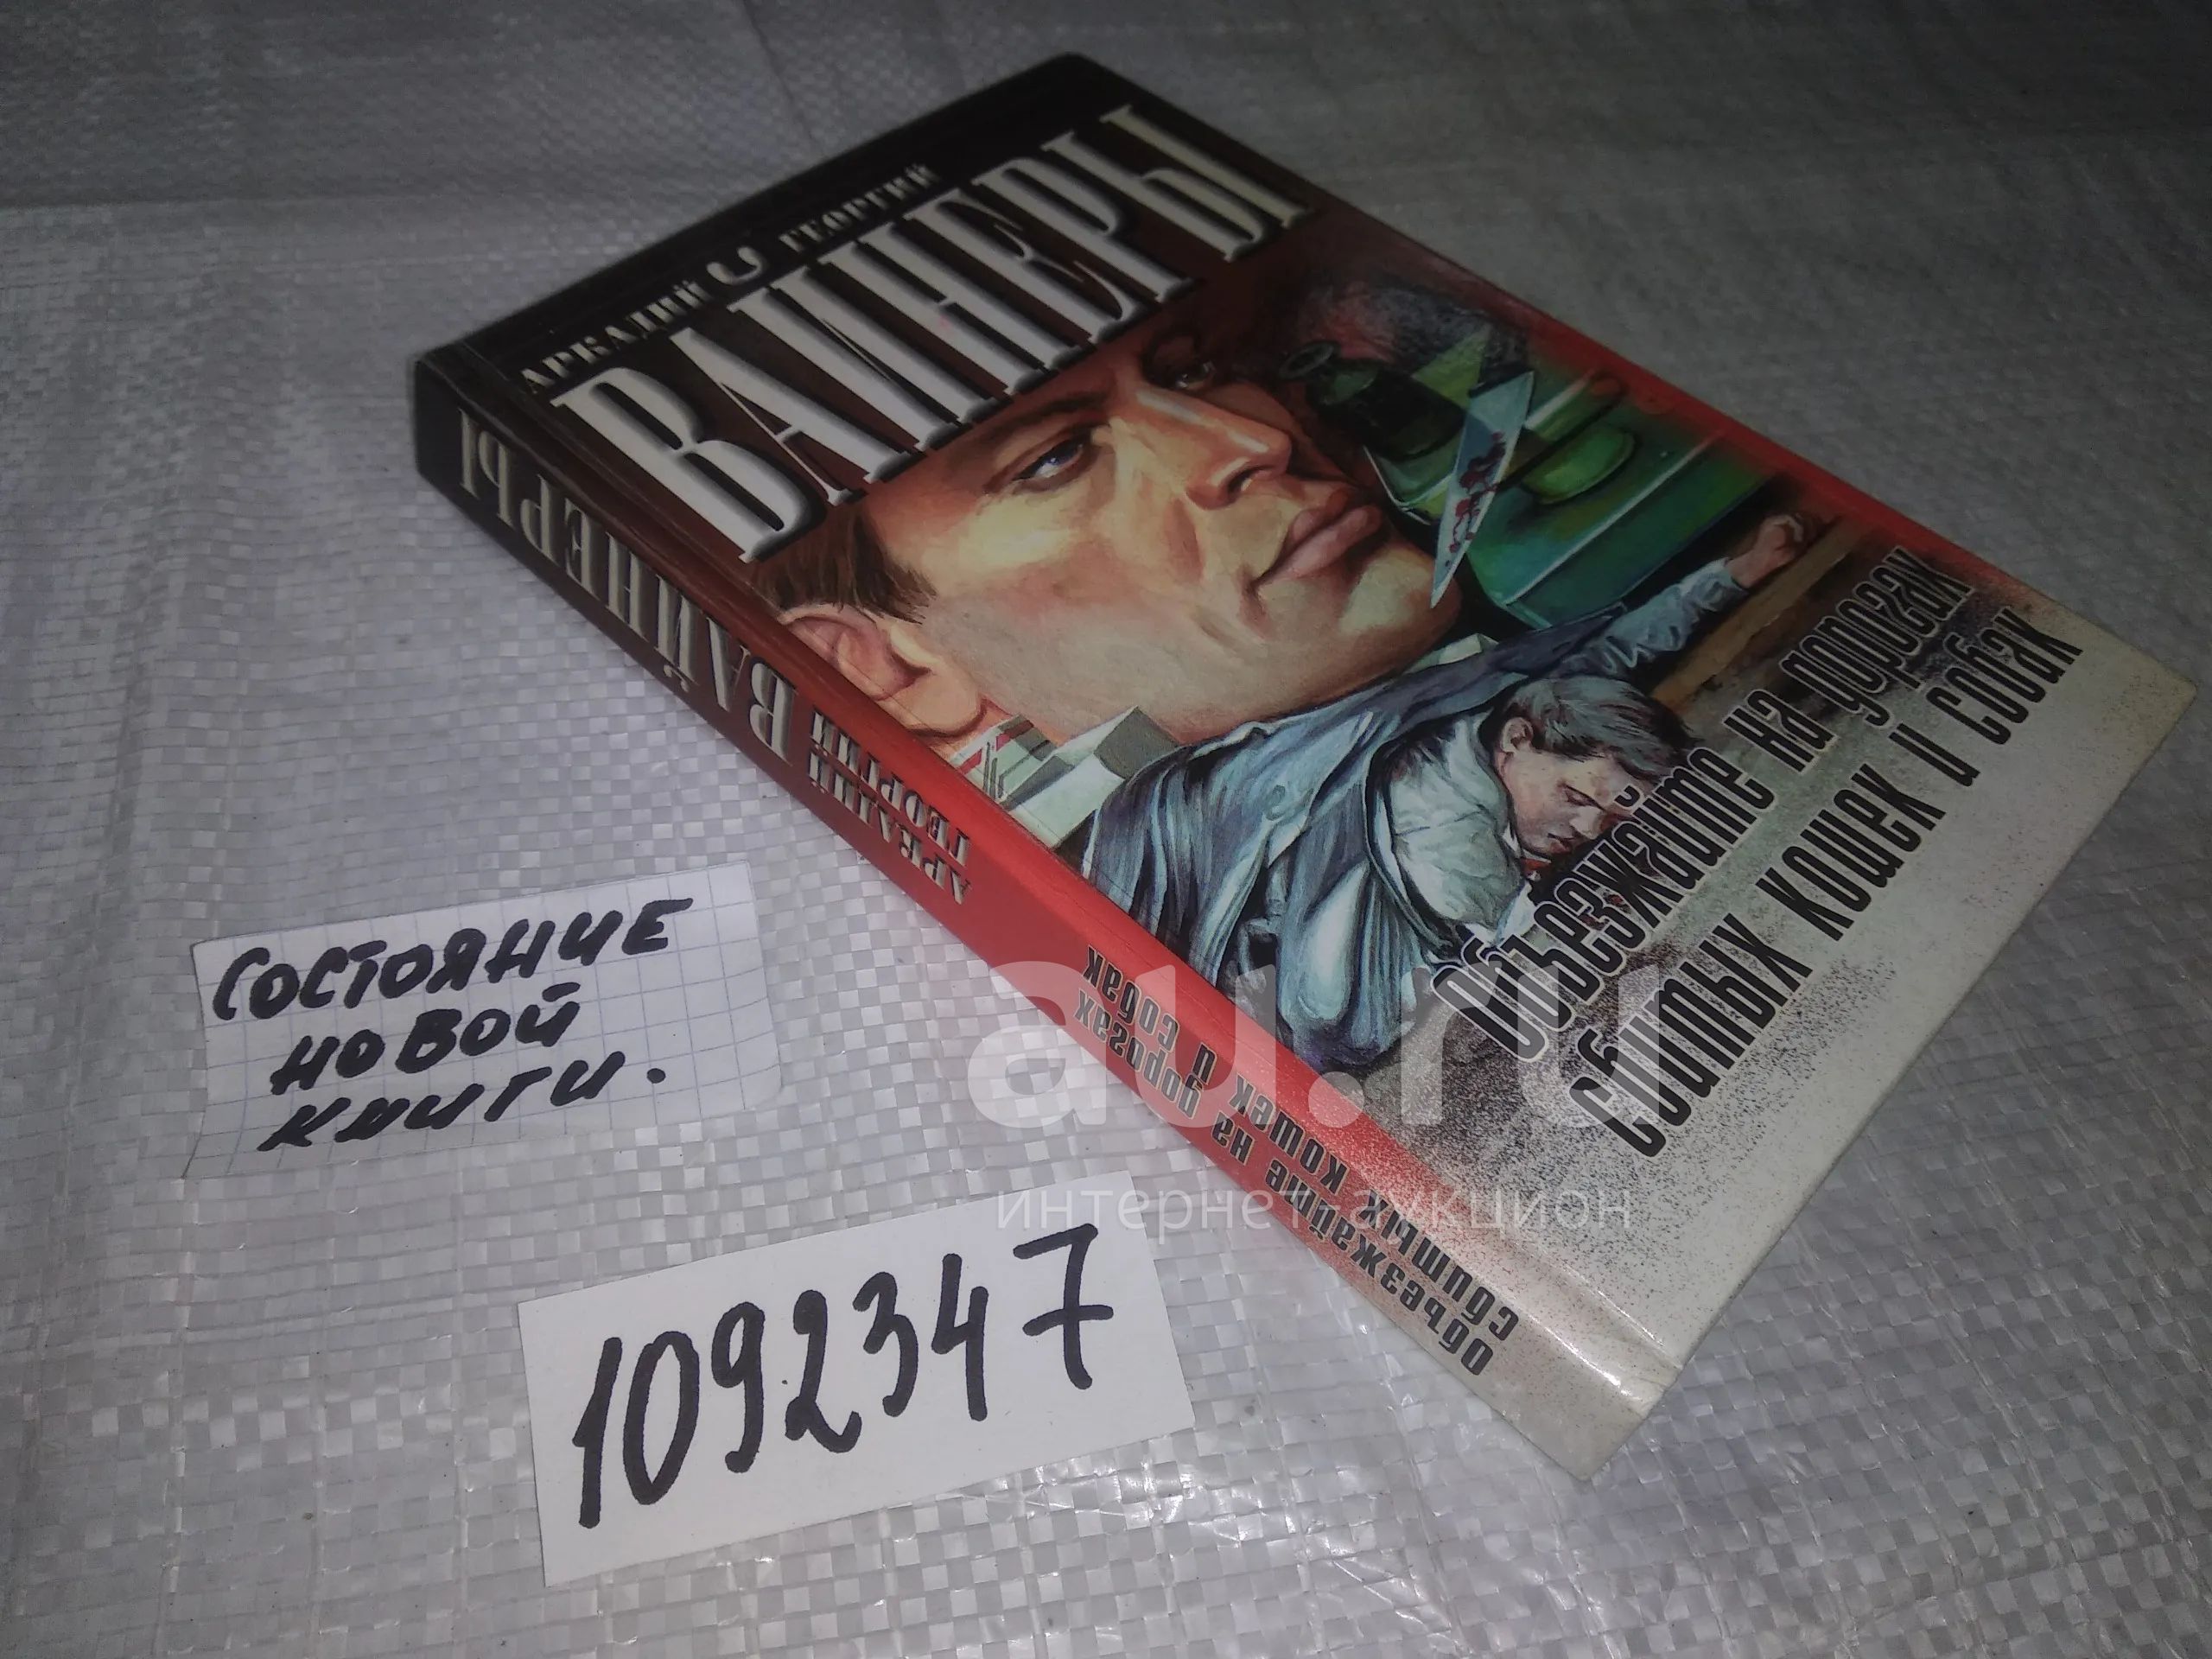 АРКАДИЙ ГЕОРГИЙ
ВАЙНЕРЫ
Объезжайте на дорогах
сбитых кошек и собак
ВАЙНЕРЫ
АРКАДИЙ
ГЕОРГИЙ
Объезжайте на дорогах
сбитых кошек и собак
СОСТОЯНИЕ
НОВОЙ
КНИГИ.
1092347
au.ru
интернет-аукцион